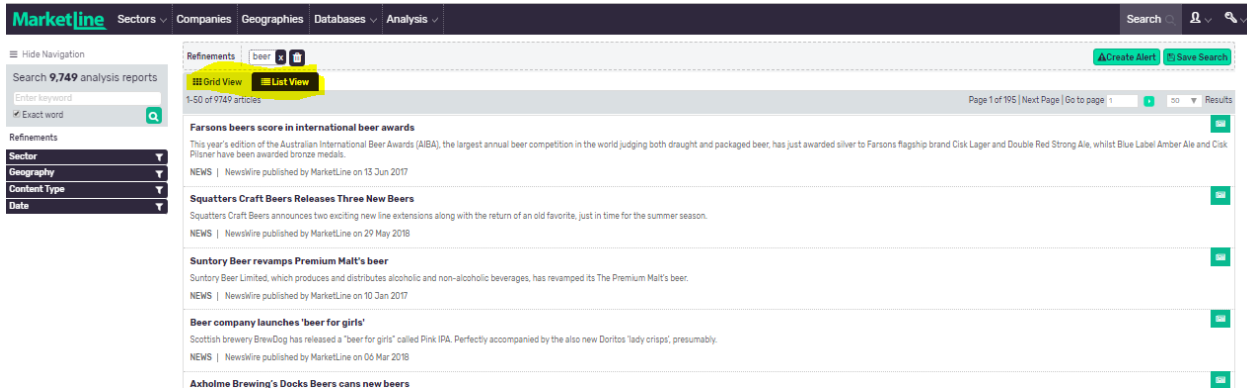 Marketline Sectors Companies Geographies Databases Analysis Search
Hide Navigation
Search 9,749 analysis reports
Enter keyword
Exact word
Refinements
Sector
Geography
Content Type
Date
Refinements beer x Create Alert Save Search
Grid View List View
1-50 of 9749 articles Page 1 of 195 | Next Page | Go to page 1 50 Results
Farsons beers score in international beer awards
This year's edition of the Australian International Beer Awards (AIBA), the largest annual beer competition in the world judging both draught and packaged beer, has just awarded silver to Farsons flagship brand Cisk Lager and Double Red Strong Ale, whilst Blue Label Amber Ale and Cisk
Pilsner have been awarded bronze medals.
NEWS | NewsWire published by MarketLine on 13 Jun 2017
Squatters Craft Beers Releases Three New Beers
Squatters Craft Beers announces two exciting new line extensions along with the return of an old favorite, just in time for the summer season.
NEWS | NewsWire published by MarketLine on 29 May 2018
Suntory Beer revamps Premium Malt's beer
Suntory Beer Limited, which produces and distributes alcoholic and non-alcoholic beverages, has revamped its The Premium Malt's beer.
NEWS | NewsWire published by MarketLine on 10 Jan 2017
Beer company launches 'beer for girls'
Scottish brewery BrewDog has released a "beer for girls" called Pink IPA. Perfectly accompanied by the also new Doritos 'lady crisps', presumably.
NEWS | NewsWire published by MarketLine on 06 Mar 2018
Axholme Brewing's Docks Beers cans new beers